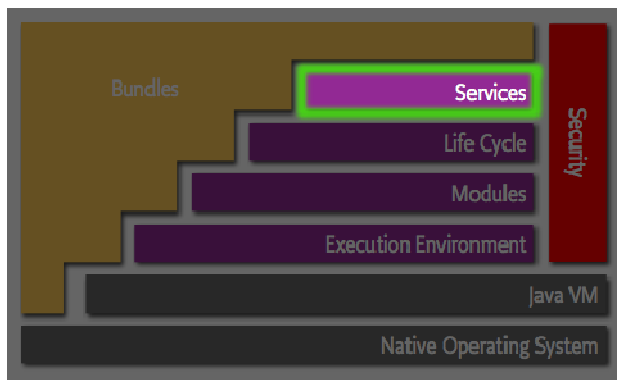 Bundles
Services
Life Cycle
Modules
Execution Environment
Security
Java VM
Native Operating System